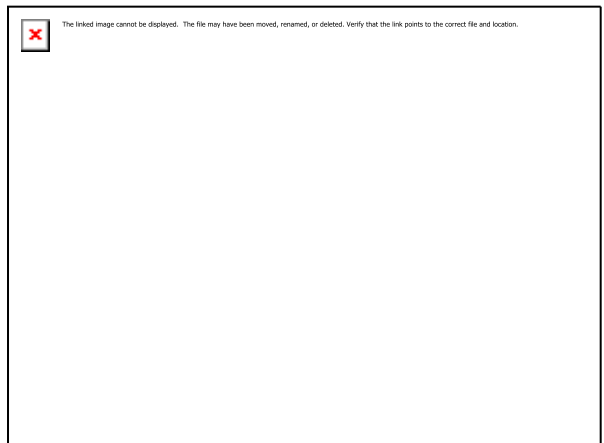 The linked image cannot be displayed.  The file may have been moved, renamed, or deleted. Verify that the link points to the correct file and location.